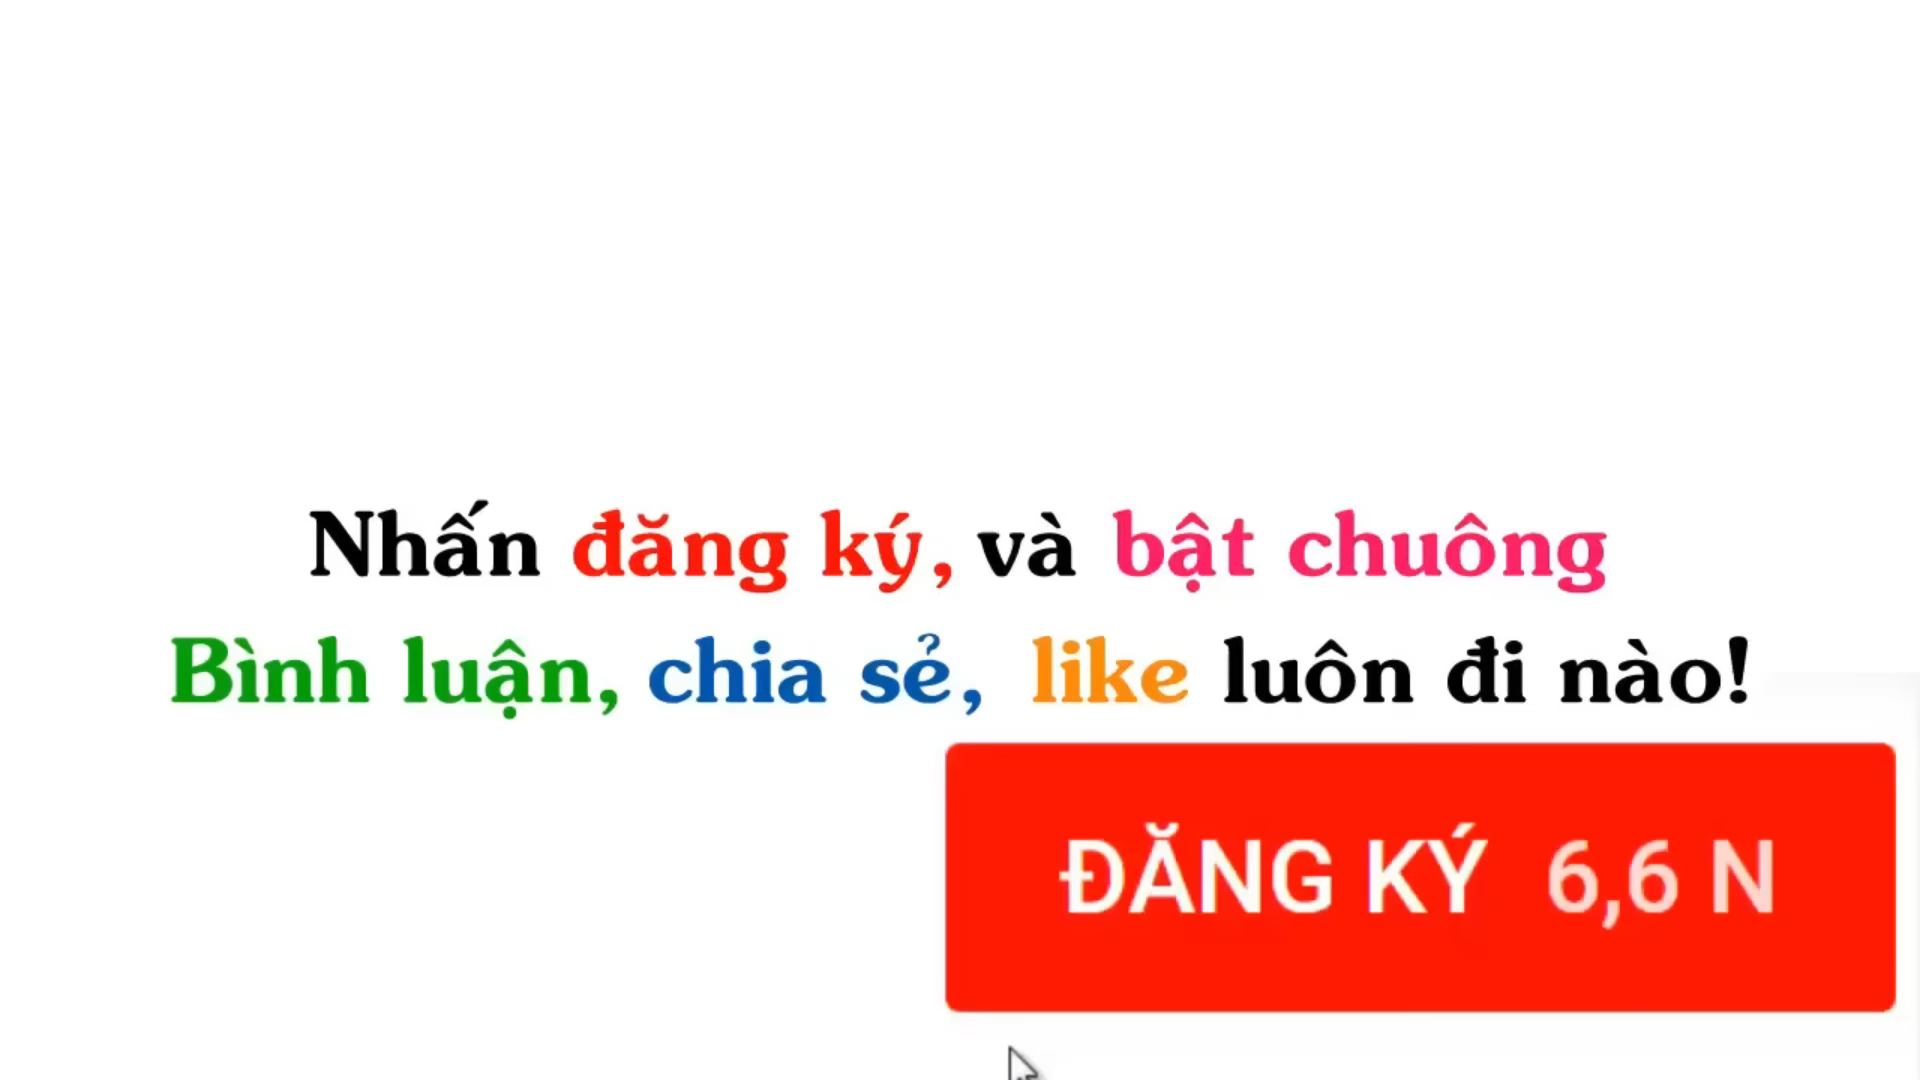 Nhấn đăng ký, và bật chuông
Bình luận, chia sẻ, like luôn đi nào!
ĐĂNG KÝ 6,6 N